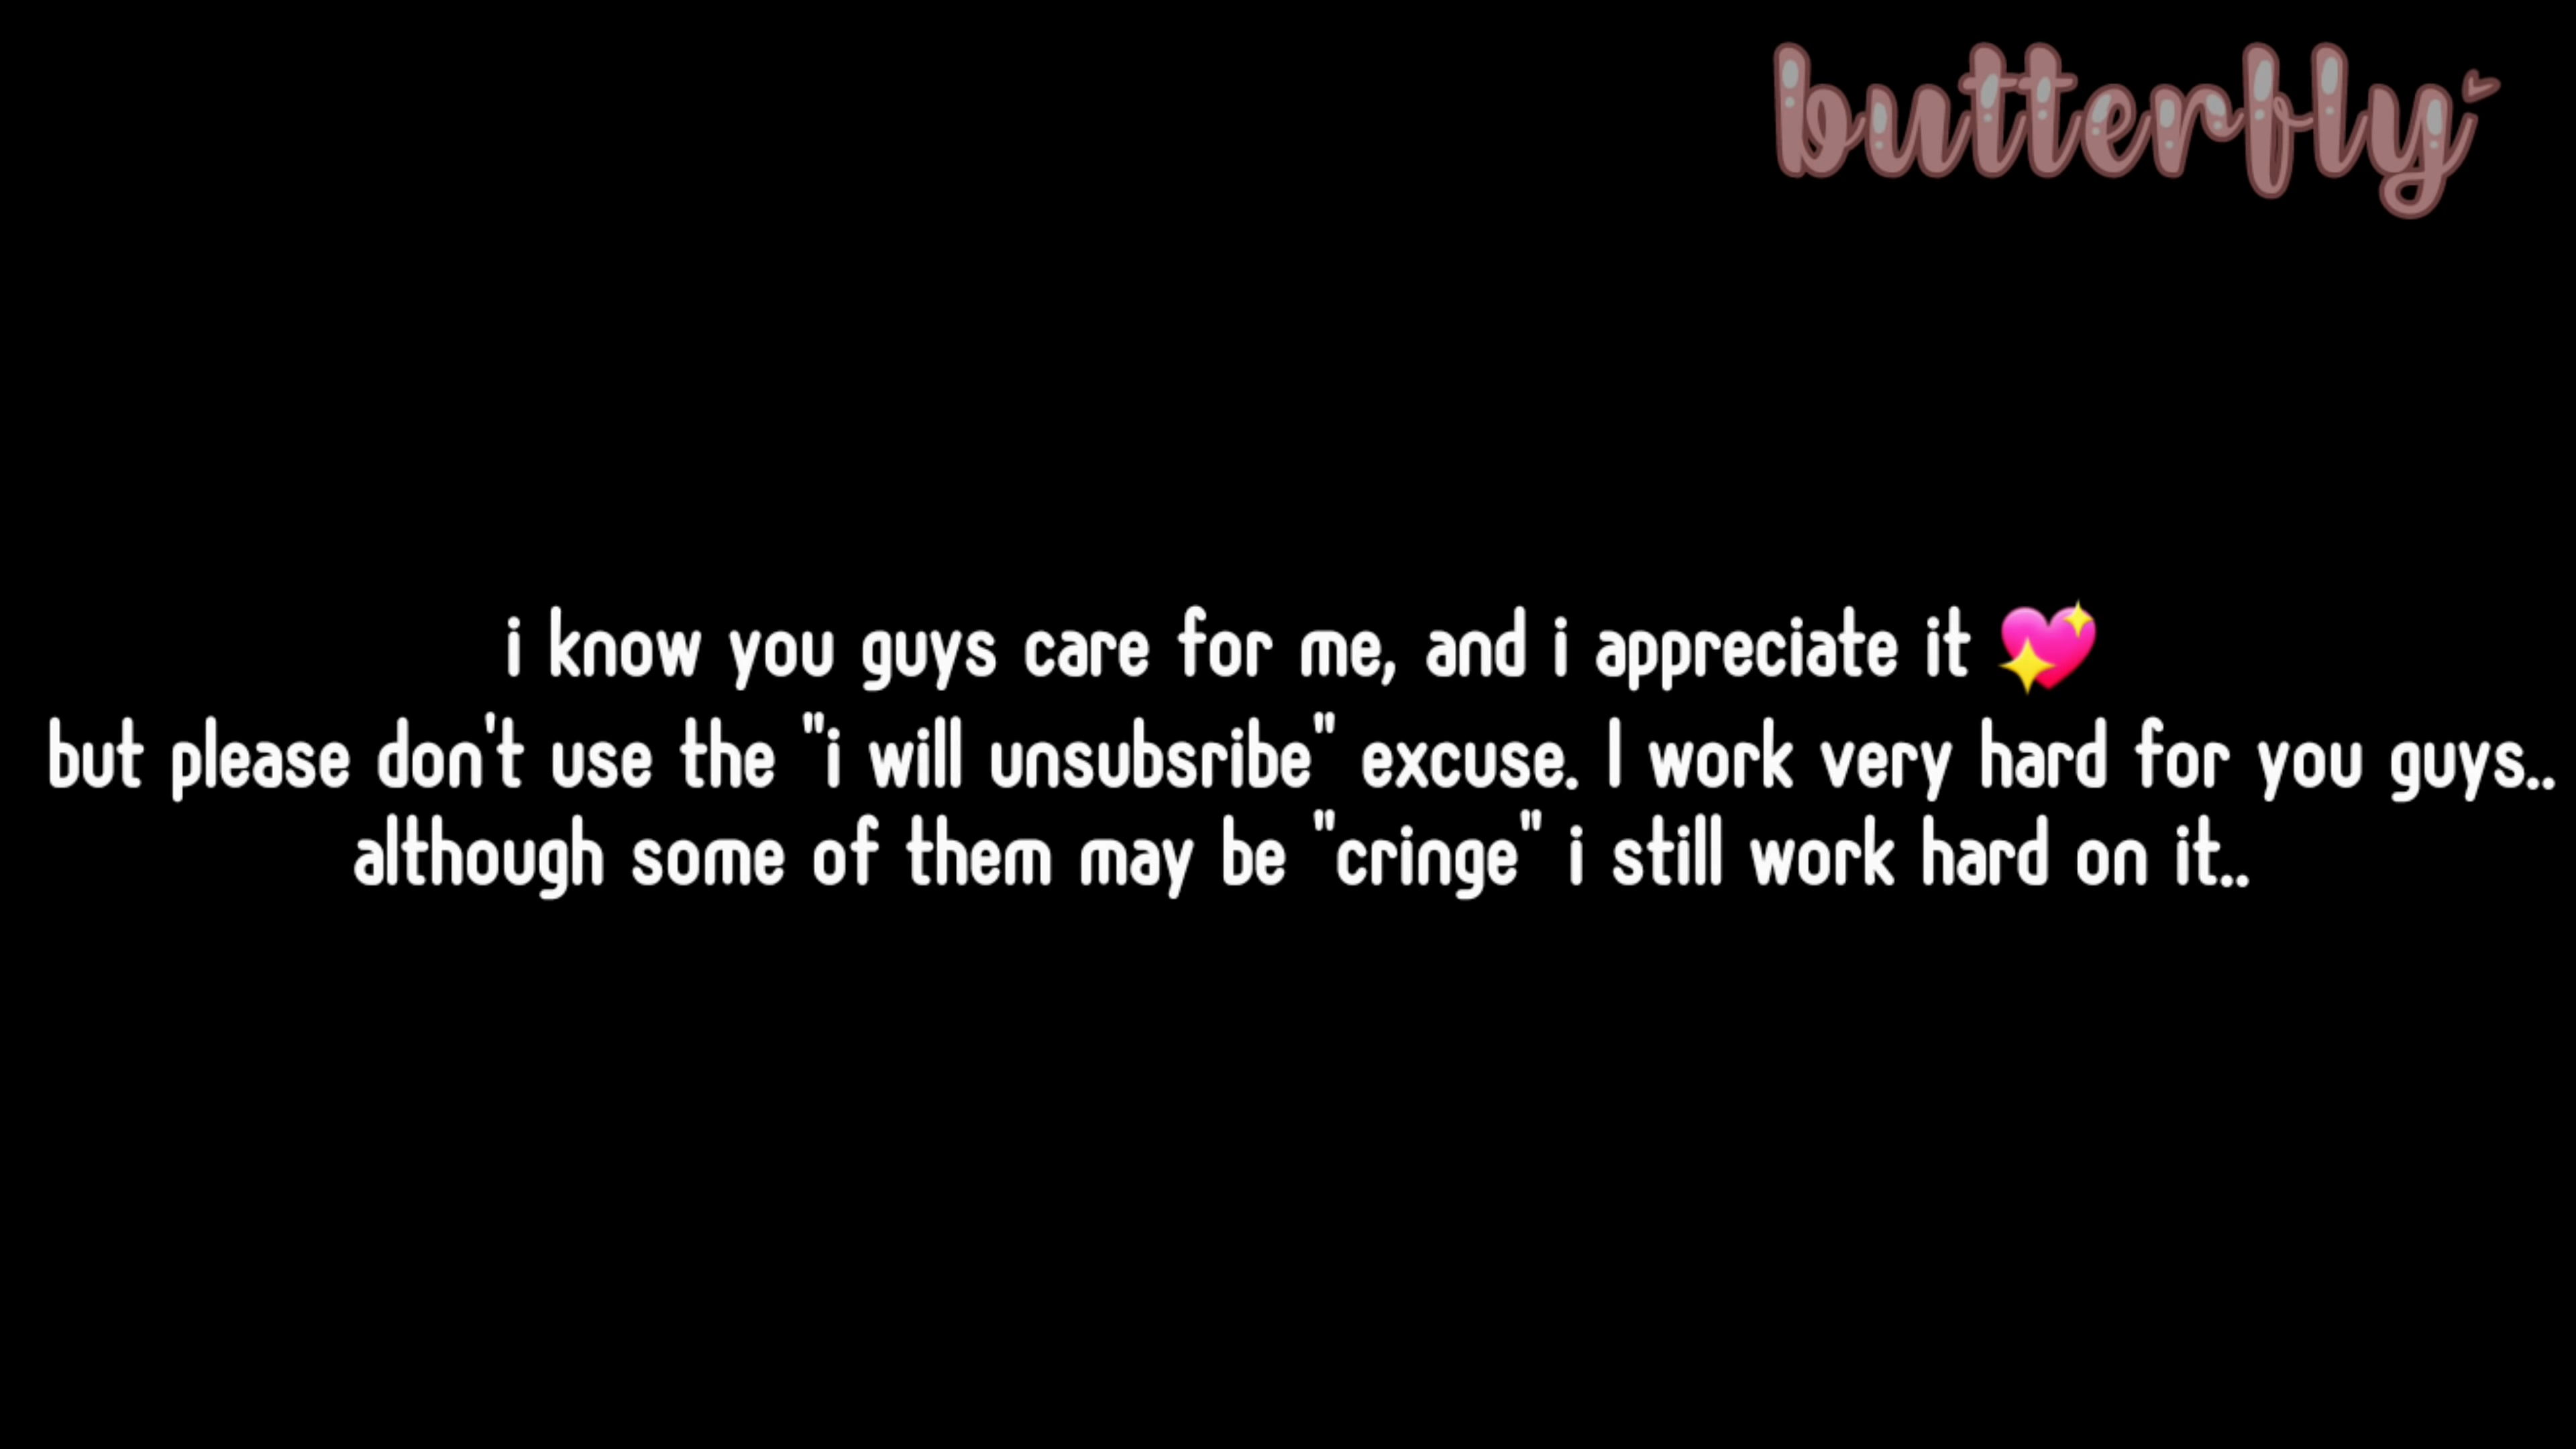 butterfly
i know you guys care for me, and i appreciate it 💖
but please don't use the "i will unsubsribe" excuse. I work very hard for you guys..
although some of them may be "cringe" i still work hard on it..